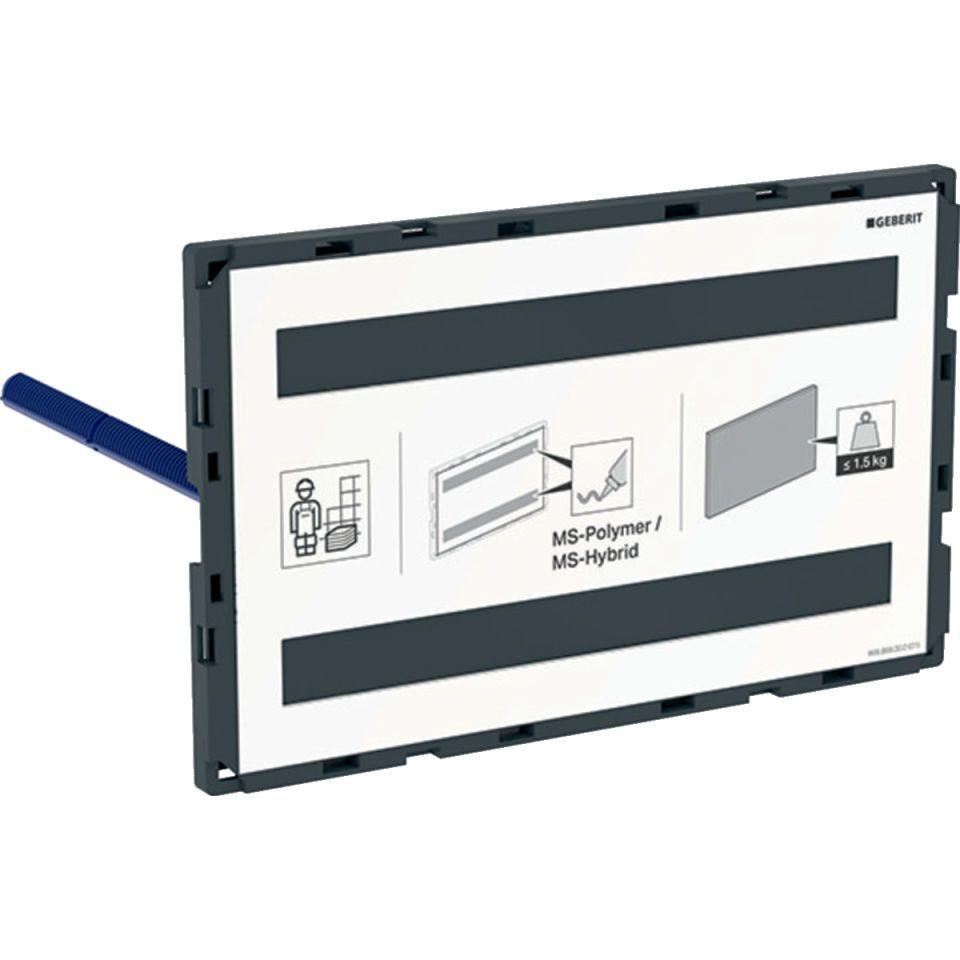 GEBERIT
≤ 1.5 kg
MS-Polymer /
MS-Hybrid